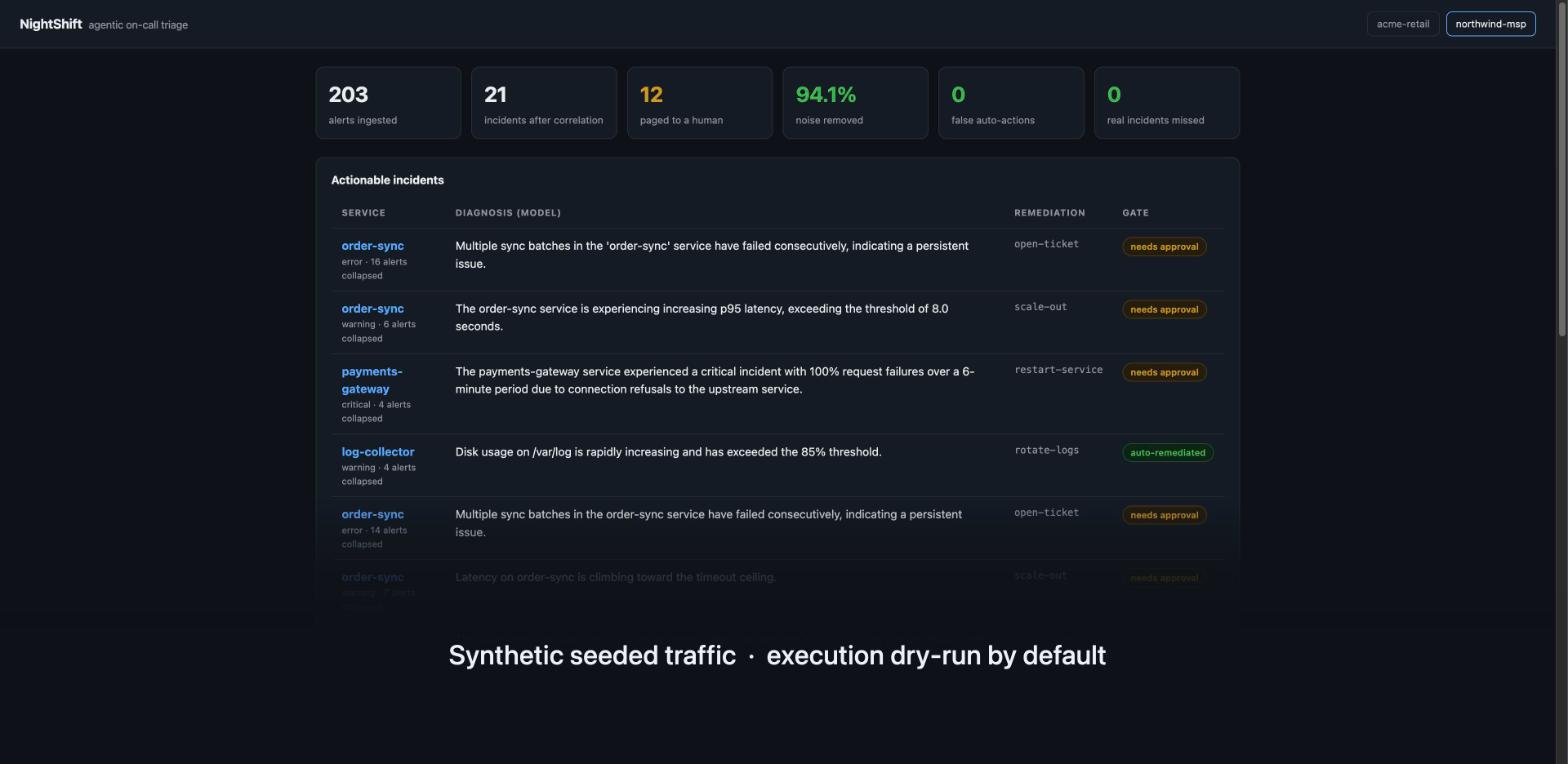 NightShift agentic on-call triage
acme-retail
northwind-msp
203
alerts ingested
21
incidents after correlation
12
paged to a human
94.1%
noise removed
0
false auto-actions
0
real incidents missed
Actionable incidents
SERVICE DIAGNOSIS (MODEL) REMEDIATION GATE
order-sync
error · 16 alerts
collapsed
Multiple sync batches in the 'order-sync' service have failed consecutively, indicating a persistent
issue.
open-ticket
needs approval
order-sync
warning · 6 alerts
collapsed
The order-sync service is experiencing increasing p95 latency, exceeding the threshold of 8.0
seconds.
scale-out
needs approval
payments-
gateway
critical · 4 alerts
collapsed
The payments-gateway service experienced a critical incident with 100% request failures over a 6-
minute period due to connection refusals to the upstream service.
restart-service
needs approval
log-collector
warning · 4 alerts
collapsed
Disk usage on /var/log is rapidly increasing and has exceeded the 85% threshold.
rotate-logs
auto-remediated
order-sync
error · 14 alerts
collapsed
Multiple sync batches in the order-sync service have failed consecutively, indicating a persistent
issue.
open-ticket
needs approval
order-sync
warning · 7 alerts
Latency on order-sync is climbing toward the timeout ceiling.
scale-out
needs approval
Synthetic seeded traffic · execution dry-run by default